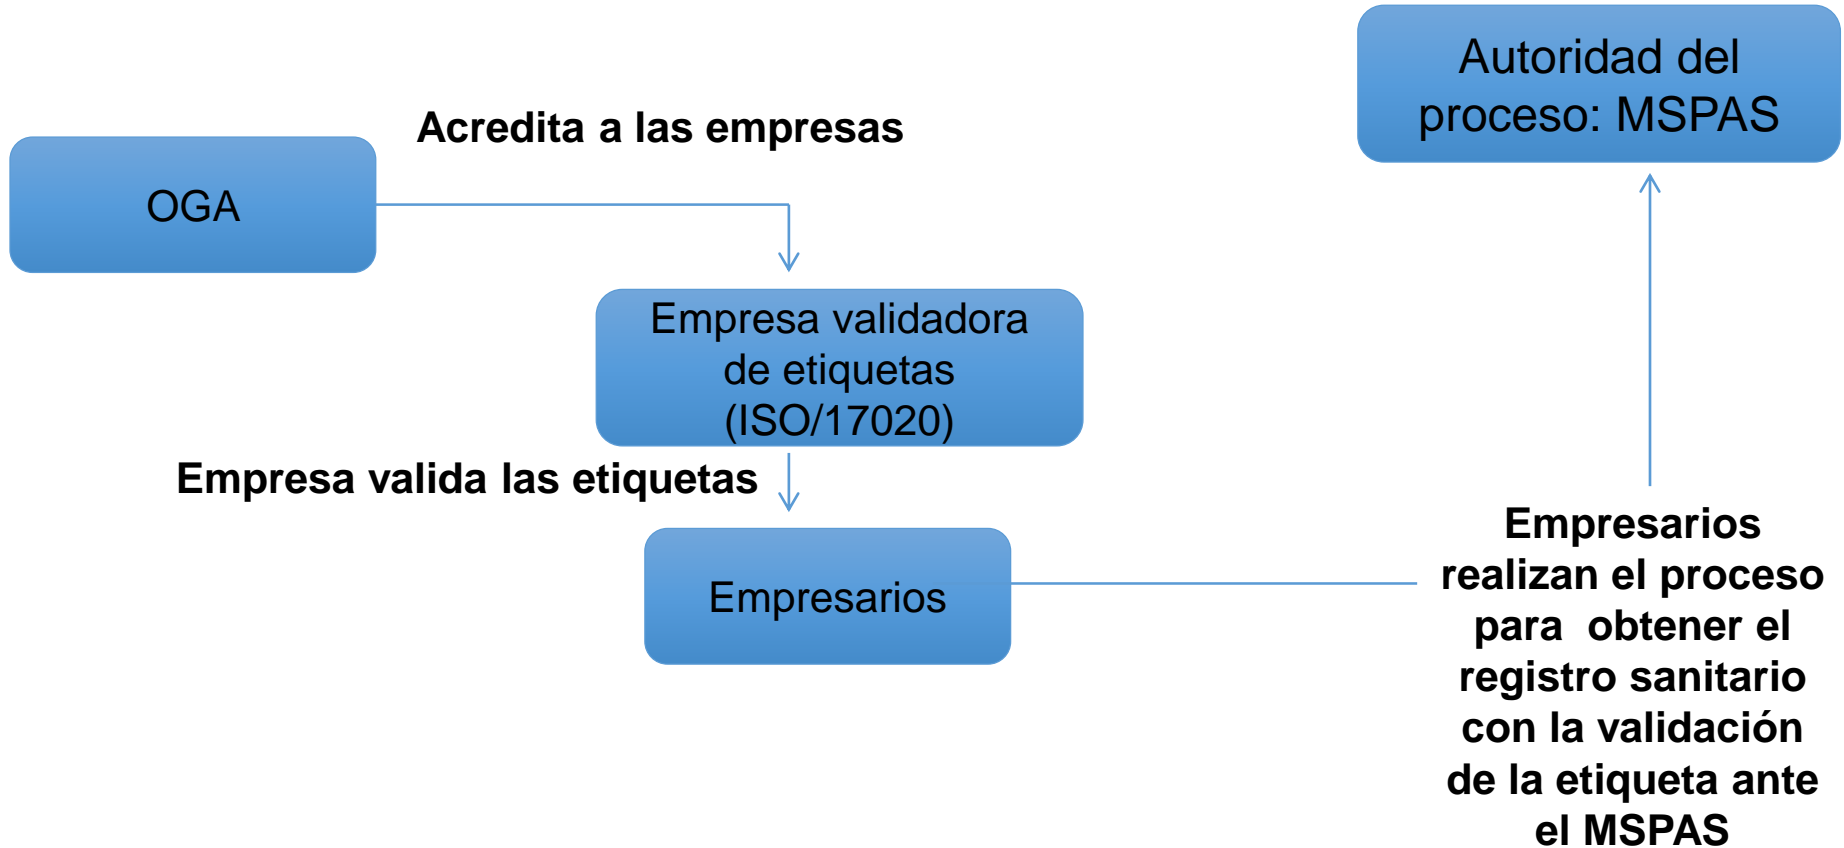 Autoridad del
proceso: MSPAS
Acredita a las empresas
OGA
Empresa validadora
de etiquetas
(ISO/17020)
Empresa valida las etiquetas
Empresarios
Empresarios
realizan el proceso
para  obtener el
registro sanitario
con la validación
de la etiqueta ante
el MSPAS